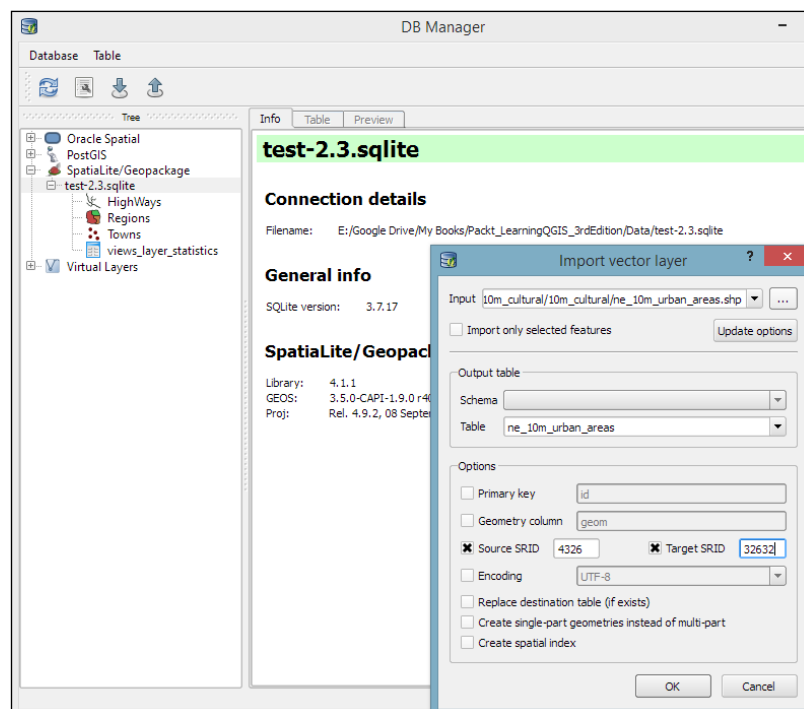 DB Manager
Database Table
Tree
Oracle Spatial
PostGIS
SpatiaLite/Geopackage
test-2.3.sqlite
HighWays
Regions
Towns
views_layer_statistics
Virtual Layers
Info Table Preview
test-2.3.sqlite
Connection details
Filename: E:/Google Drive/My Books/Packt_LearningQGIS_3rdEdition/Data/test-2.3.sqlite
General info
SQLite version: 3.7.17
SpatiaLite/Geopack
Library: 4.1.1
GEOS: 3.5.0-CAPI-1.9.0 r40
Proj: Rel. 4.9.2, 08 Septem
Import vector layer ?
Input 10m_cultural/10m_cultural/ne_10m_urban_areas.shp ...
Import only selected features Update options
Output table
Schema
Table ne_10m_urban_areas
Options
Primary key id
Geometry column geom
Source SRID 4326 Target SRID 32632
Encoding UTF-8
Replace destination table (if exists)
Create single-part geometries instead of multi-part
Create spatial index
OK Cancel